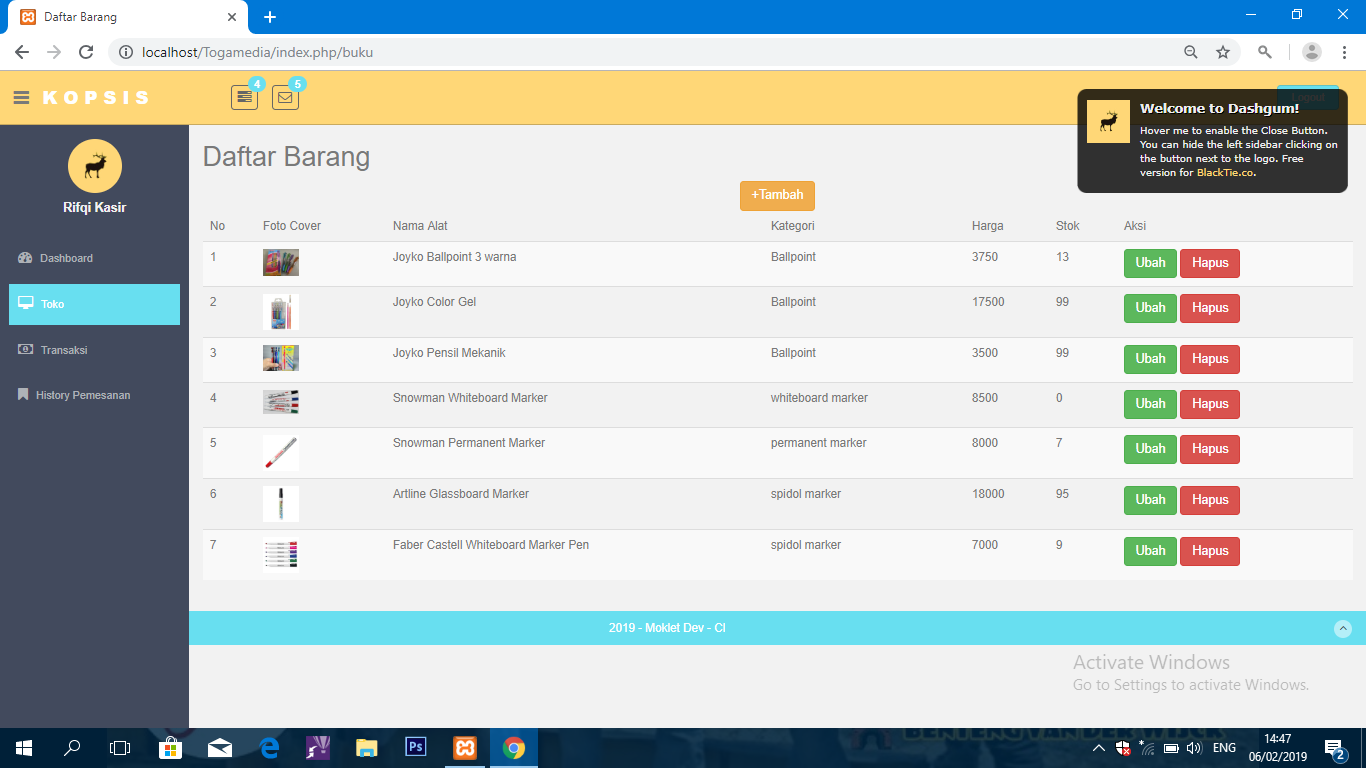 Daftar Barang
localhost/Togamedia/index.php/buku
KOPSIS
4
5
Welcome to Dashgum!
Hover me to enable the Close Button.
You can hide the left sidebar clicking on
the button next to the logo. Free
version for BlackTie.co.
Rifqi Kasir
Dashboard
Toko
Transaksi
History Pemesanan
Daftar Barang
+Tambah
No Foto Cover Nama Alat Kategori Harga Stok Aksi
1 Joyko Ballpoint 3 warna Ballpoint 3750 13 Ubah Hapus
2 Joyko Color Gel Ballpoint 17500 99 Ubah Hapus
3 Joyko Pensil Mekanik Ballpoint 3500 99 Ubah Hapus
4 Snowman Whiteboard Marker whiteboard marker 8500 0 Ubah Hapus
5 Snowman Permanent Marker permanent marker 8000 7 Ubah Hapus
6 Artline Glassboard Marker spidol marker 18000 95 Ubah Hapus
7 Faber Castell Whiteboard Marker Pen spidol marker 7000 9 Ubah Hapus
2019 - Moklet Dev - CI
Activate Windows
Go to Settings to activate Windows.
Ps
ENG
14:47
06/02/2019
2